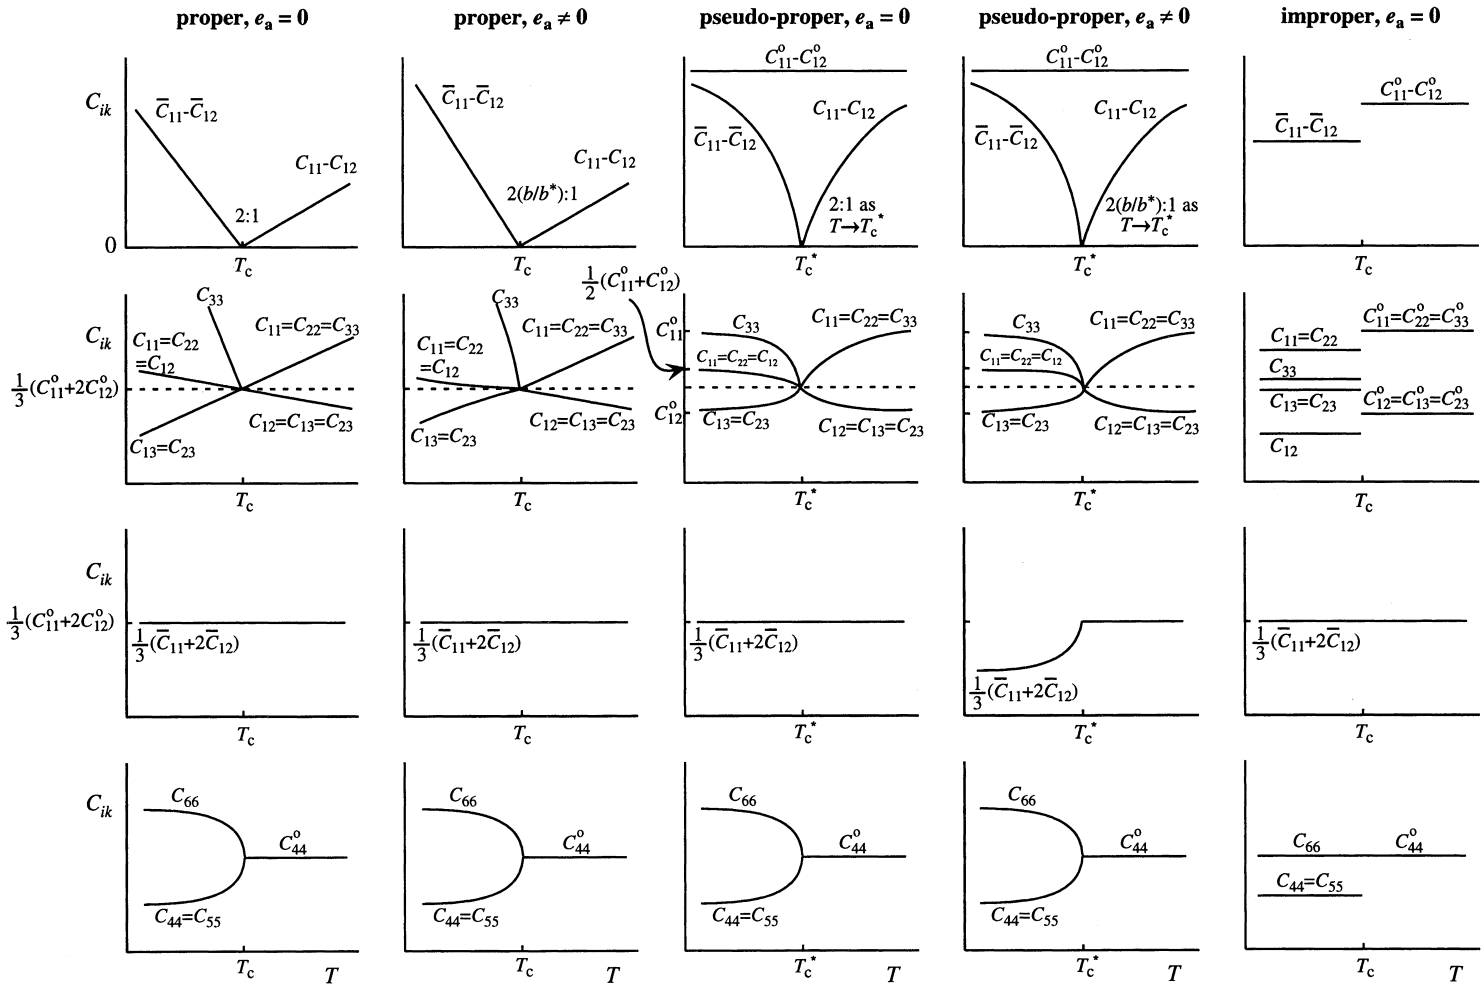 proper, eₐ = 0
proper, eₐ ≠ 0
pseudo-proper, eₐ = 0
pseudo-proper, eₐ ≠ 0
improper, eₐ = 0
C_ik
C̅₁₁-C̅₁₂
C₁₁-C₁₂
2:1
0
T_c
C̅₁₁-C̅₁₂
C₁₁-C₁₂
2(b/b*):1
T_c
C°₁₁-C°₁₂
C̅₁₁-C̅₁₂
C₁₁-C₁₂
2:1 as
T→T_c*
T_c*
C°₁₁-C°₁₂
C̅₁₁-C̅₁₂
C₁₁-C₁₂
2(b/b*):1 as
T→T_c*
T_c*
C̅₁₁-C̅₁₂
C°₁₁-C°₁₂
T_c
C_ik
1/3(C°₁₁+2C°₁₂)
C₃₃
C₁₁=C₂₂
=C₁₂
C₁₁=C₂₂=C₃₃
C₁₂=C₁₃=C₂₃
C₁₃=C₂₃
T_c
C₃₃
C₁₁=C₂₂
=C₁₂
C₁₁=C₂₂=C₃₃
C₁₂=C₁₃=C₂₃
C₁₃=C₂₃
T_c
1/2(C°₁₁+C°₁₂)
C°₁₁
C°₁₂
C₃₃
C₁₁=C₂₂=C₃₃
C₁₁=C₂₂=C₁₂
C₁₃=C₂₃
C₁₂=C₁₃=C₂₃
T_c*
C₃₃
C₁₁=C₂₂=C₃₃
C₁₁=C₂₂=C₁₂
C₁₃=C₂₃
C₁₂=C₁₃=C₂₃
T_c*
C°₁₁=C°₂₂=C°₃₃
C₁₁=C₂₂
C₃₃
C₁₃=C₂₃
C°₁₂=C°₁₃=C°₂₃
C₁₂
T_c
C_ik
1/3(C°₁₁+2C°₁₂)
1/3(C̅₁₁+2C̅₁₂)
T_c
1/3(C̅₁₁+2C̅₁₂)
T_c
1/3(C̅₁₁+2C̅₁₂)
T_c*
1/3(C̅₁₁+2C̅₁₂)
T_c*
1/3(C̅₁₁+2C̅₁₂)
T_c
C_ik
C₆₆
C°₄₄
C₄₄=C₅₅
T_c
T
C₆₆
C°₄₄
C₄₄=C₅₅
T_c
T
C₆₆
C°₄₄
C₄₄=C₅₅
T_c*
T
C₆₆
C°₄₄
C₄₄=C₅₅
T_c*
T
C₆₆
C°₄₄
C₄₄=C₅₅
T_c
T